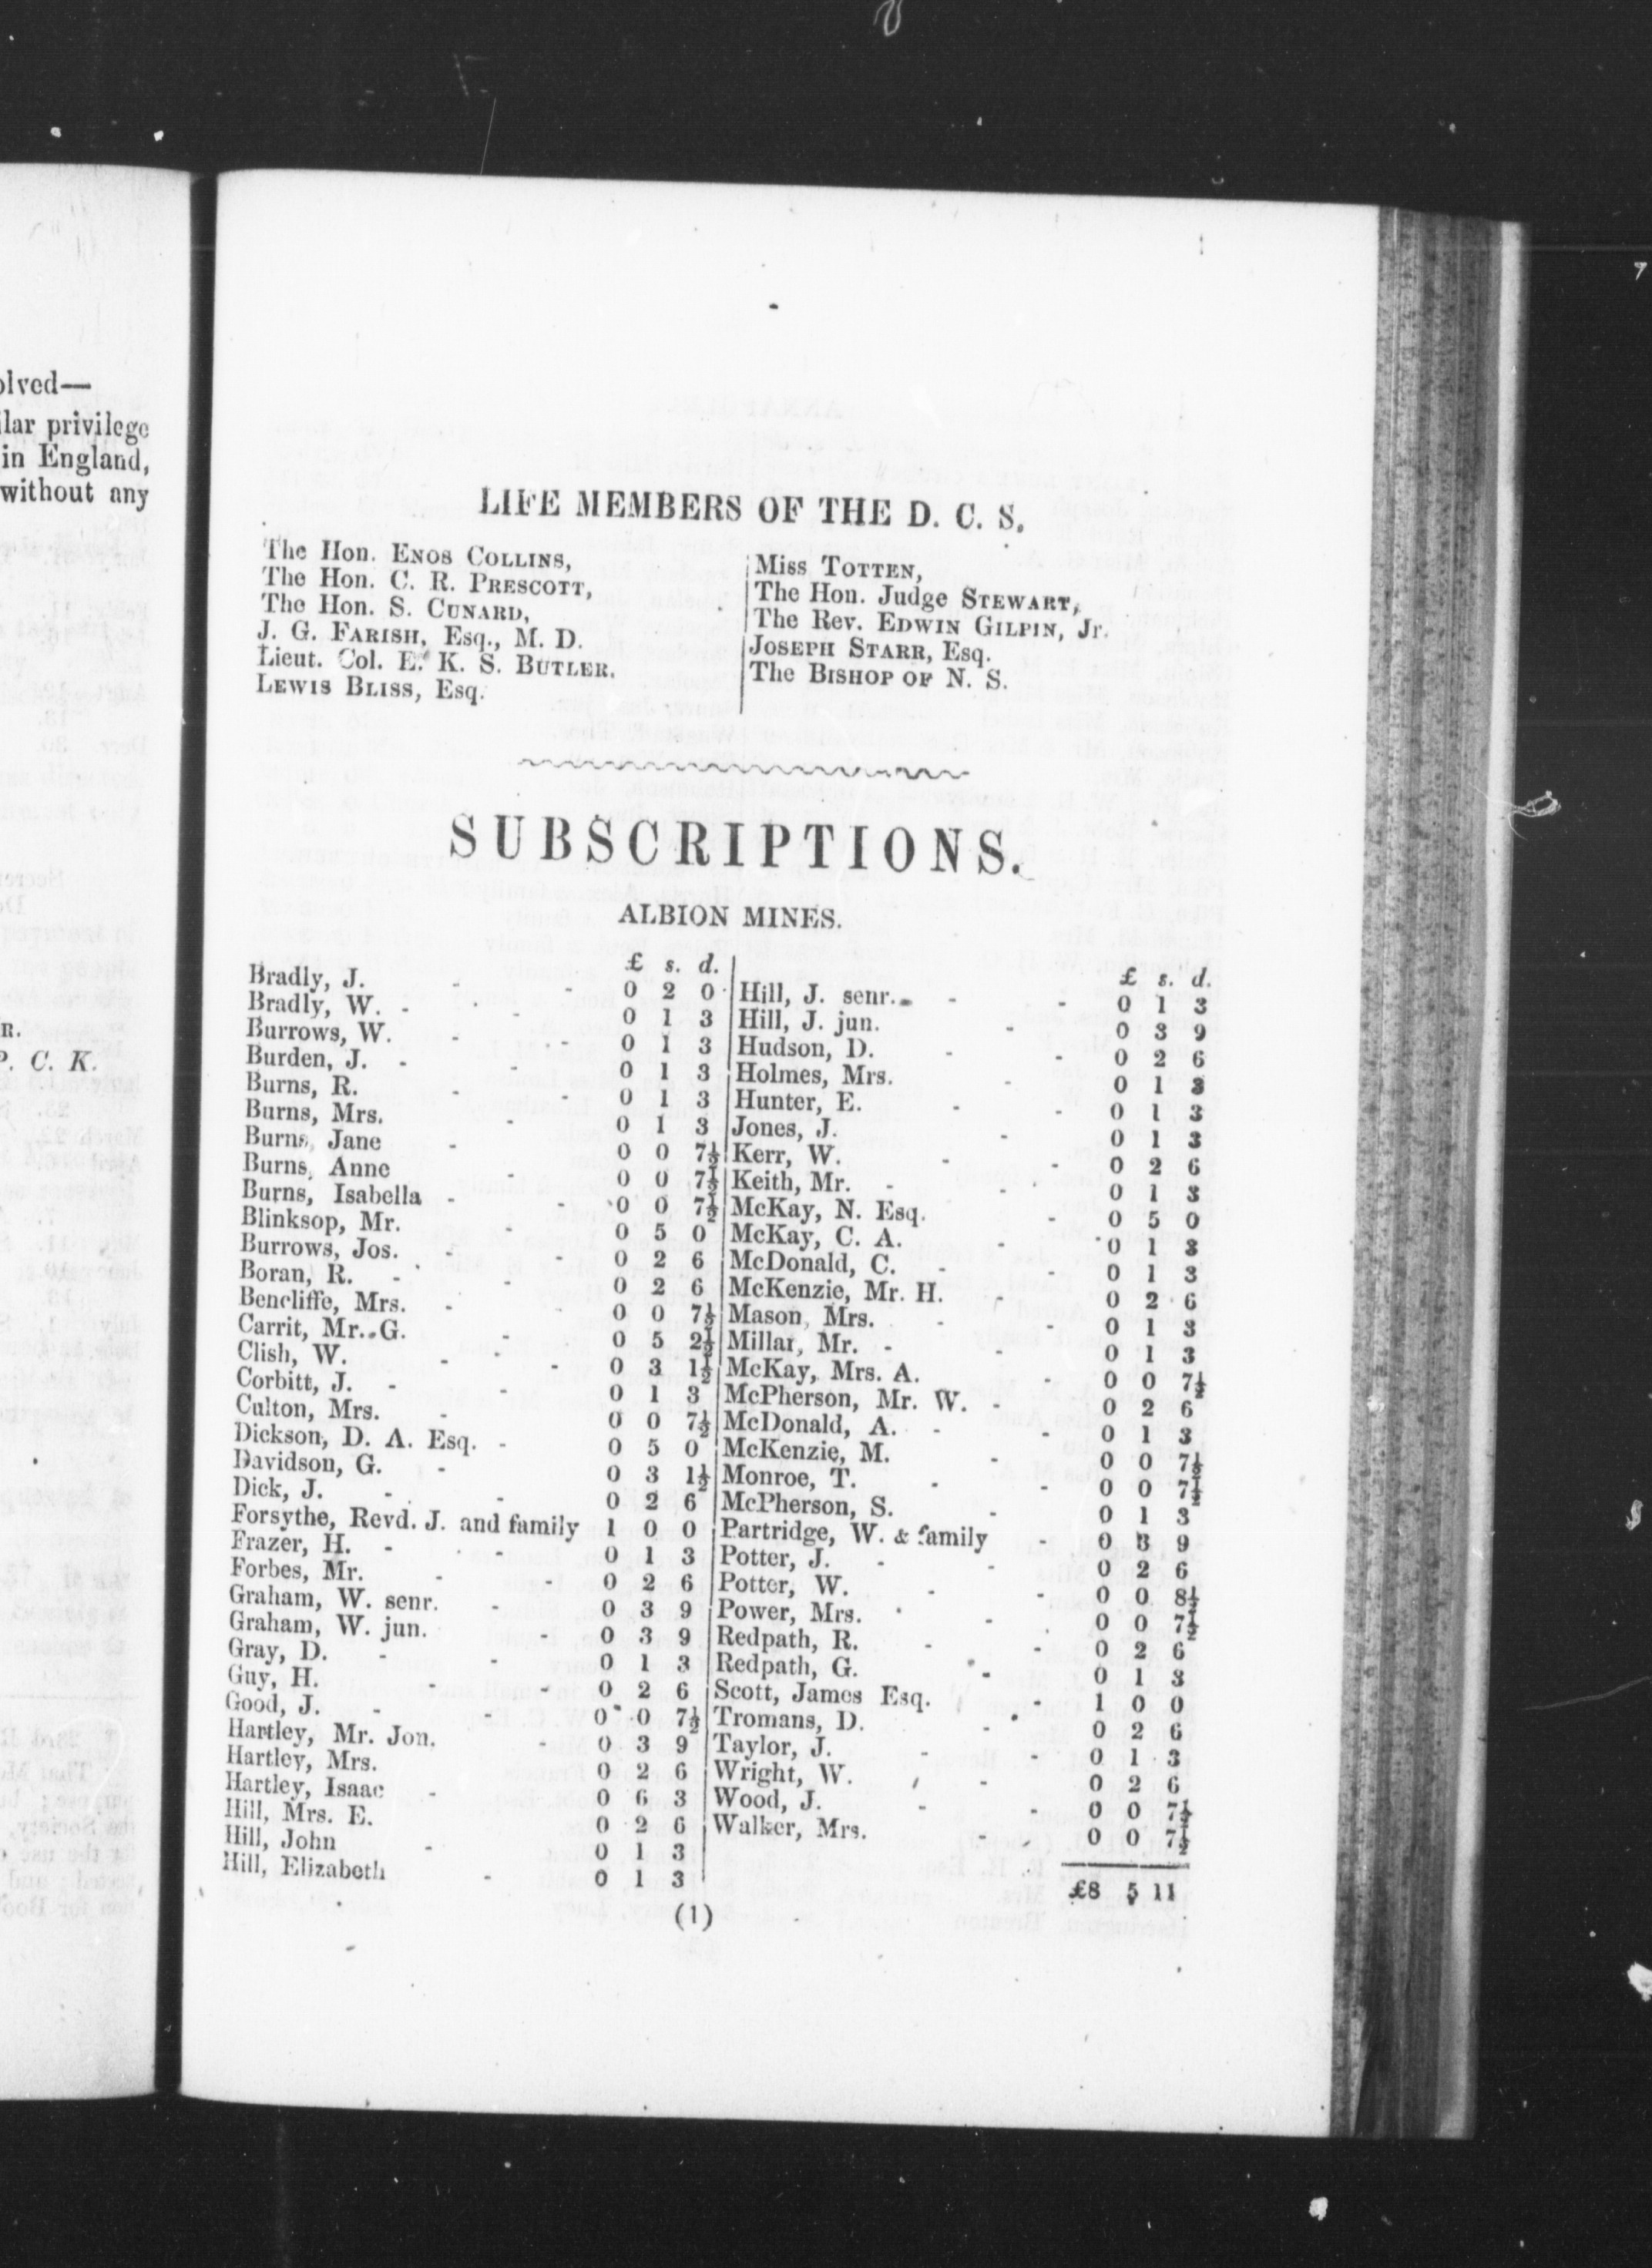 olved—
ilar privilege
in England,
without any
R.
P. C. K.
LIFE MEMBERS OF THE D. C. S.
The Hon. ENOS COLLINS,
The Hon. C. R. PRESCOTT,
The Hon. S. CUNARD,
J. G. FARISH, Esq., M. D.
Lieut. Col. E. K. S. BUTLER.
LEWIS BLISS, Esq.
Miss TOTTEN,
The Hon. Judge STEWART,
The Rev. EDWIN GILPIN, Jr.
JOSEPH STARR, Esq.
The BISHOP OF N. S.
SUBSCRIPTIONS.
ALBION MINES.
£ s. d.
Bradly, J. - - 0 2 0
Bradly, W. - - 0 1 3
Burrows, W. - - 0 1 3
Burden, J. - - 0 1 3
Burns, R. - - 0 1 3
Burns, Mrs. - 0 1 3
Burns, Jane - 0 0 7½
Burns, Anne - 0 0 7½
Burns, Isabella - - 0 0 7½
Blinksop, Mr. - 0 5 0
Burrows, Jos. - - 0 2 6
Boran, R. - - 0 2 6
Bencliffe, Mrs. - - 0 0 7½
Carrit, Mr. G. - 0 5 2½
Clish, W. - - 0 3 1½
Corbitt, J. - - 0 1 3
Culton, Mrs. - - 0 0 7½
Dickson, D. A. Esq. - 0 5 0
Davidson, G. - - 0 3 1½
Dick, J. - - 0 2 6
Forsythe, Revd. J. and family 1 0 0
Frazer, H. - - 0 1 3
Forbes, Mr. - - 0 2 6
Graham, W. senr. - 0 3 9
Graham, W. jun. - 0 3 9
Gray, D. - - 0 1 3
Guy, H. - - 0 2 6
Good, J. - - 0 0 7½
Hartley, Mr. Jon. - 0 3 9
Hartley, Mrs. - 0 2 6
Hartley, Isaac - 0 6 3
Hill, Mrs. E. - 0 2 6
Hill, John - 0 1 3
Hill, Elizabeth - 0 1 3
£ s. d.
Hill, J. senr. - - 0 1 3
Hill, J. jun. - 0 3 9
Hudson, D. - - 0 2 6
Holmes, Mrs. - 0 1 3
Hunter, E. - - 0 1 3
Jones, J. - 0 1 3
Kerr, W. - - 0 2 6
Keith, Mr. - - 0 1 3
McKay, N. Esq. - 0 5 0
McKay, C. A. - 0 1 3
McDonald, C. - - 0 1 3
McKenzie, Mr. H. - 0 2 6
Mason, Mrs. - - 0 1 3
Millar, Mr. - - 0 1 3
McKay, Mrs. A. - 0 0 7½
McPherson, Mr. W. - 0 2 6
McDonald, A. - - 0 1 3
McKenzie, M. - 0 0 7½
Monroe, T. - - 0 0 7½
McPherson, S. - 0 1 3
Partridge, W. & family - 0 3 9
Potter, J. - - 0 2 6
Potter, W. - - 0 0 8½
Power, Mrs. - 0 0 7½
Redpath, R. - - 0 2 6
Redpath, G. - 0 1 3
Scott, James Esq. - 1 0 0
Tromans, D. - 0 2 6
Taylor, J. - - 0 1 3
Wright, W. - 0 2 6
Wood, J. - - 0 0 7½
Walker, Mrs. - 0 0 7½
£8 5 11
(1)